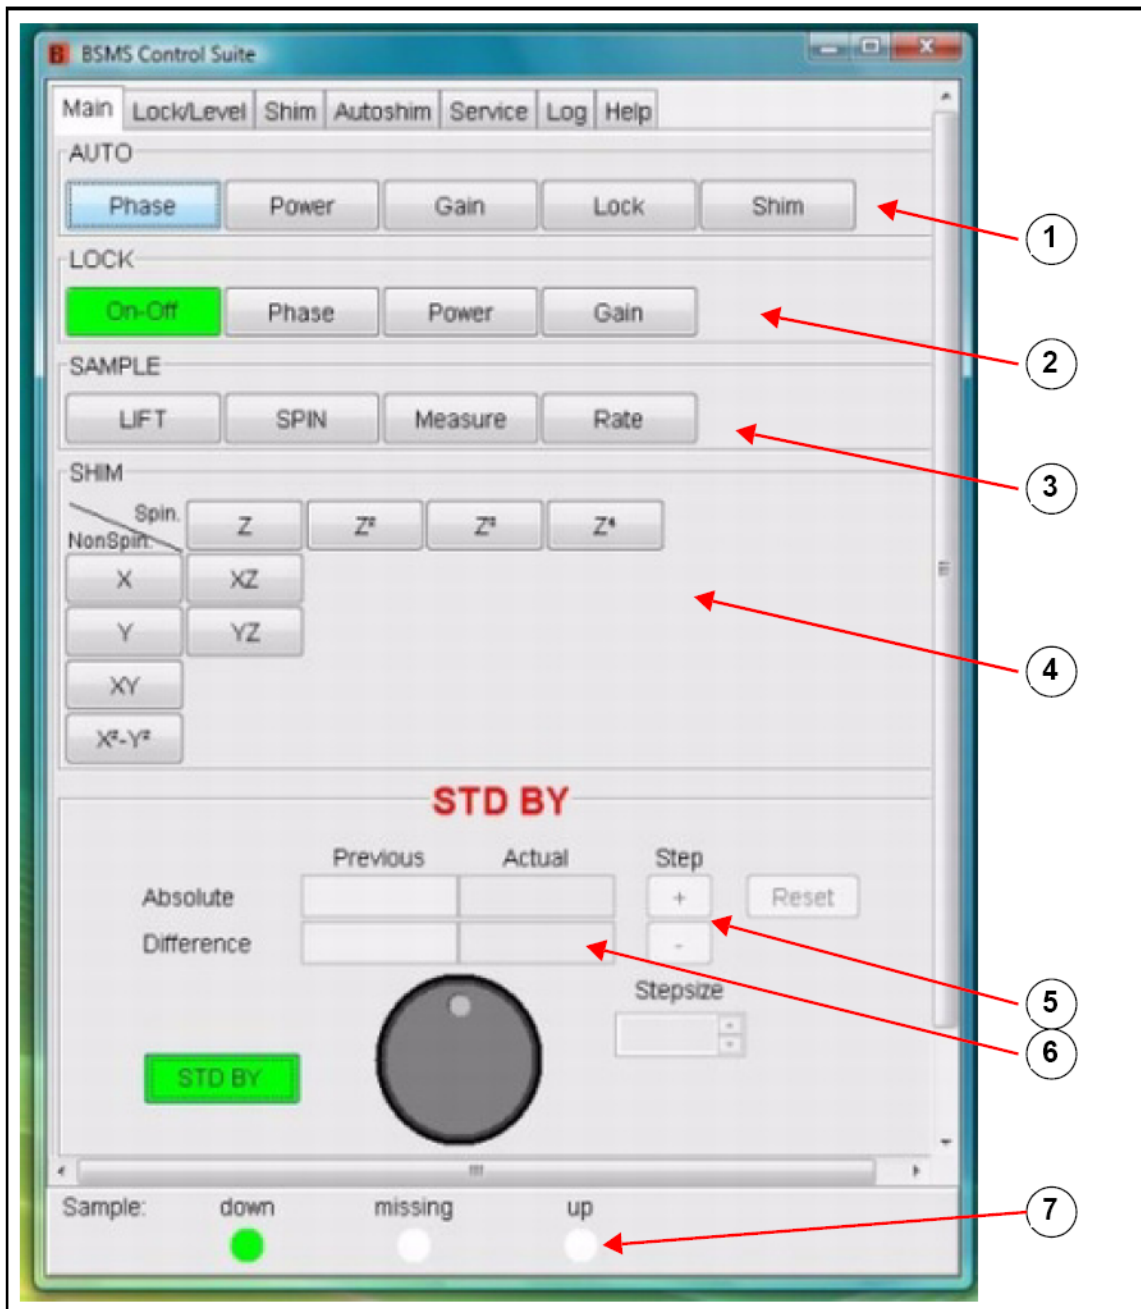 BSMS Control Suite
Main Lock/Level Shim Autoshim Service Log Help
AUTO
Phase Power Gain Lock Shim
1
LOCK
On-Off Phase Power Gain
2
SAMPLE
LIFT SPIN Measure Rate
3
SHIM
Spin.
NonSpin.
Z Z² Z³ Z⁴
X XZ
Y YZ
4
XY
X²-Y²
STD BY
Previous Actual Step
Absolute + Reset
Difference -
Stepsize
5
6
STD BY
Sample: down missing up
7